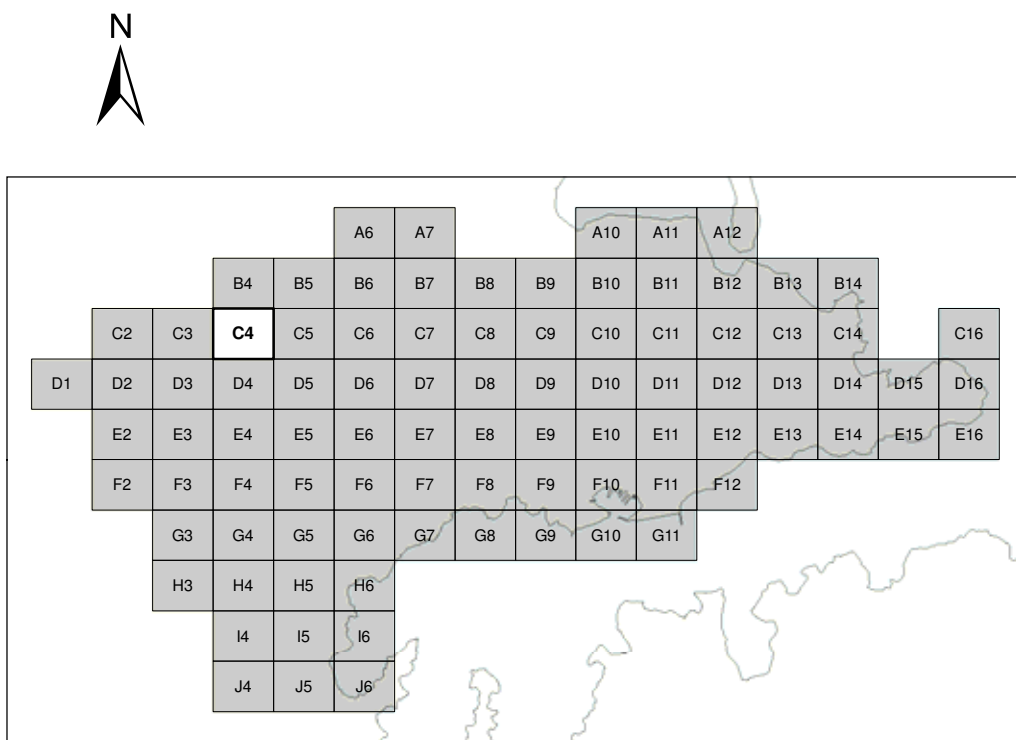 N
A6 A7 A10 A11 A12
B4 B5 B6 B7 B8 B9 B10 B11 B12 B13 B14
C2 C3 C4 C5 C6 C7 C8 C9 C10 C11 C12 C13 C14 C16
D1 D2 D3 D4 D5 D6 D7 D8 D9 D10 D11 D12 D13 D14 D15 D16
E2 E3 E4 E5 E6 E7 E8 E9 E10 E11 E12 E13 E14 E15 E16
F2 F3 F4 F5 F6 F7 F8 F9 F10 F11 F12
G3 G4 G5 G6 G7 G8 G9 G10 G11
H3 H4 H5 H6
I4 I5 I6
J4 J5 J6